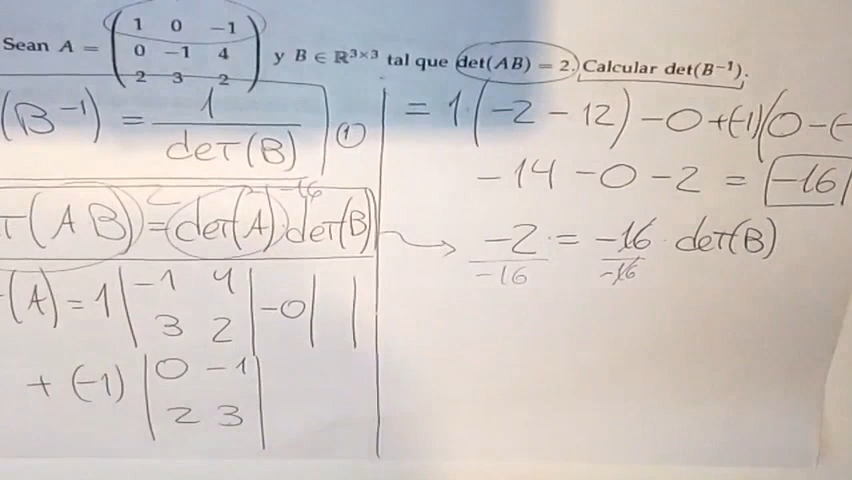 Sean A = ( 1 0 −1 ; 0 −1 4 ; 2 3 2 ) y B ∈ ℝ³ˣ³ tal que det(AB) = 2. Calcular det(B⁻¹).
(B⁻¹) = 1 / det(B) ①
(AB) = det(A) · det(B)
2 -16
(A) = 1 | -1 4 ; 3 2 | - 0 | |
+ (-1) | 0 -1 ; 2 3 |
= 1 · (-2 - 12) - 0 + (-1)(0 - (-
-14 - 0 - 2 = -16
-2 / -16 = -16 / -16 · det(B)